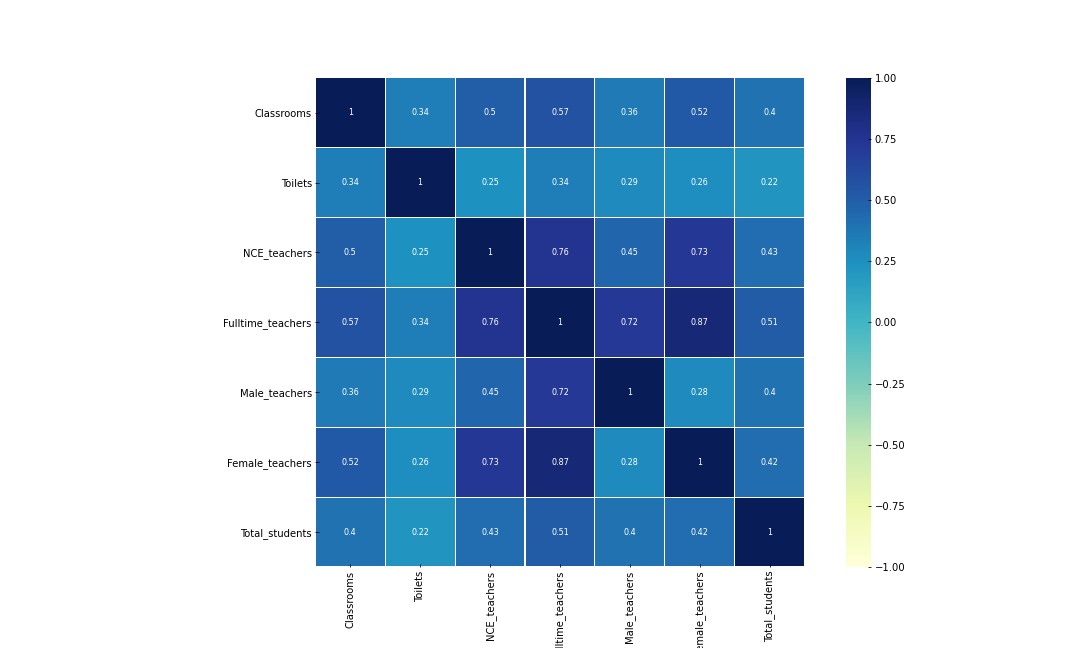 Classrooms 1 0.34 0.5 0.57 0.36 0.52 0.4
Toilets 0.34 1 0.25 0.34 0.29 0.26 0.22
NCE_teachers 0.5 0.25 1 0.76 0.45 0.73 0.43
Fulltime_teachers 0.57 0.34 0.76 1 0.72 0.87 0.51
Male_teachers 0.36 0.29 0.45 0.72 1 0.28 0.4
Female_teachers 0.52 0.26 0.73 0.87 0.28 1 0.42
Total_students 0.4 0.22 0.43 0.51 0.4 0.42 1
Classrooms
Toilets
NCE_teachers
lltime_teachers
Male_teachers
emale_teachers
Total_students
1.00
0.75
0.50
0.25
0.00
−0.25
−0.50
−0.75
−1.00